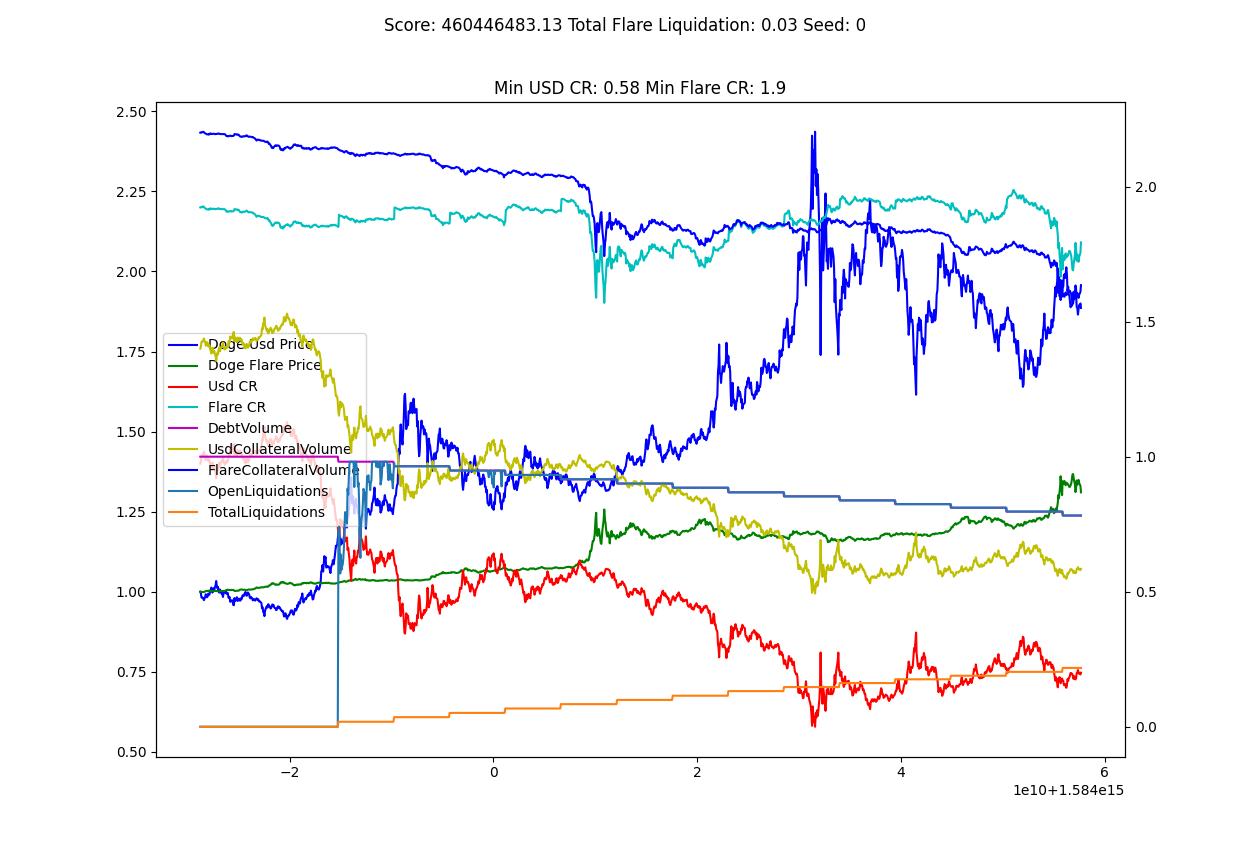 Score: 460446483.13 Total Flare Liquidation: 0.03 Seed: 0
Min USD CR: 0.58 Min Flare CR: 1.9
2.50
2.25
2.00
1.75
1.50
1.25
1.00
0.75
0.50
2.0
1.5
1.0
0.5
0.0
Doge Usd Price
Doge Flare Price
Usd CR
Flare CR
DebtVolume
UsdCollateralVolume
FlareCollateralVolume
OpenLiquidations
TotalLiquidations
−2 0 2 4 6
1e10+1.584e15